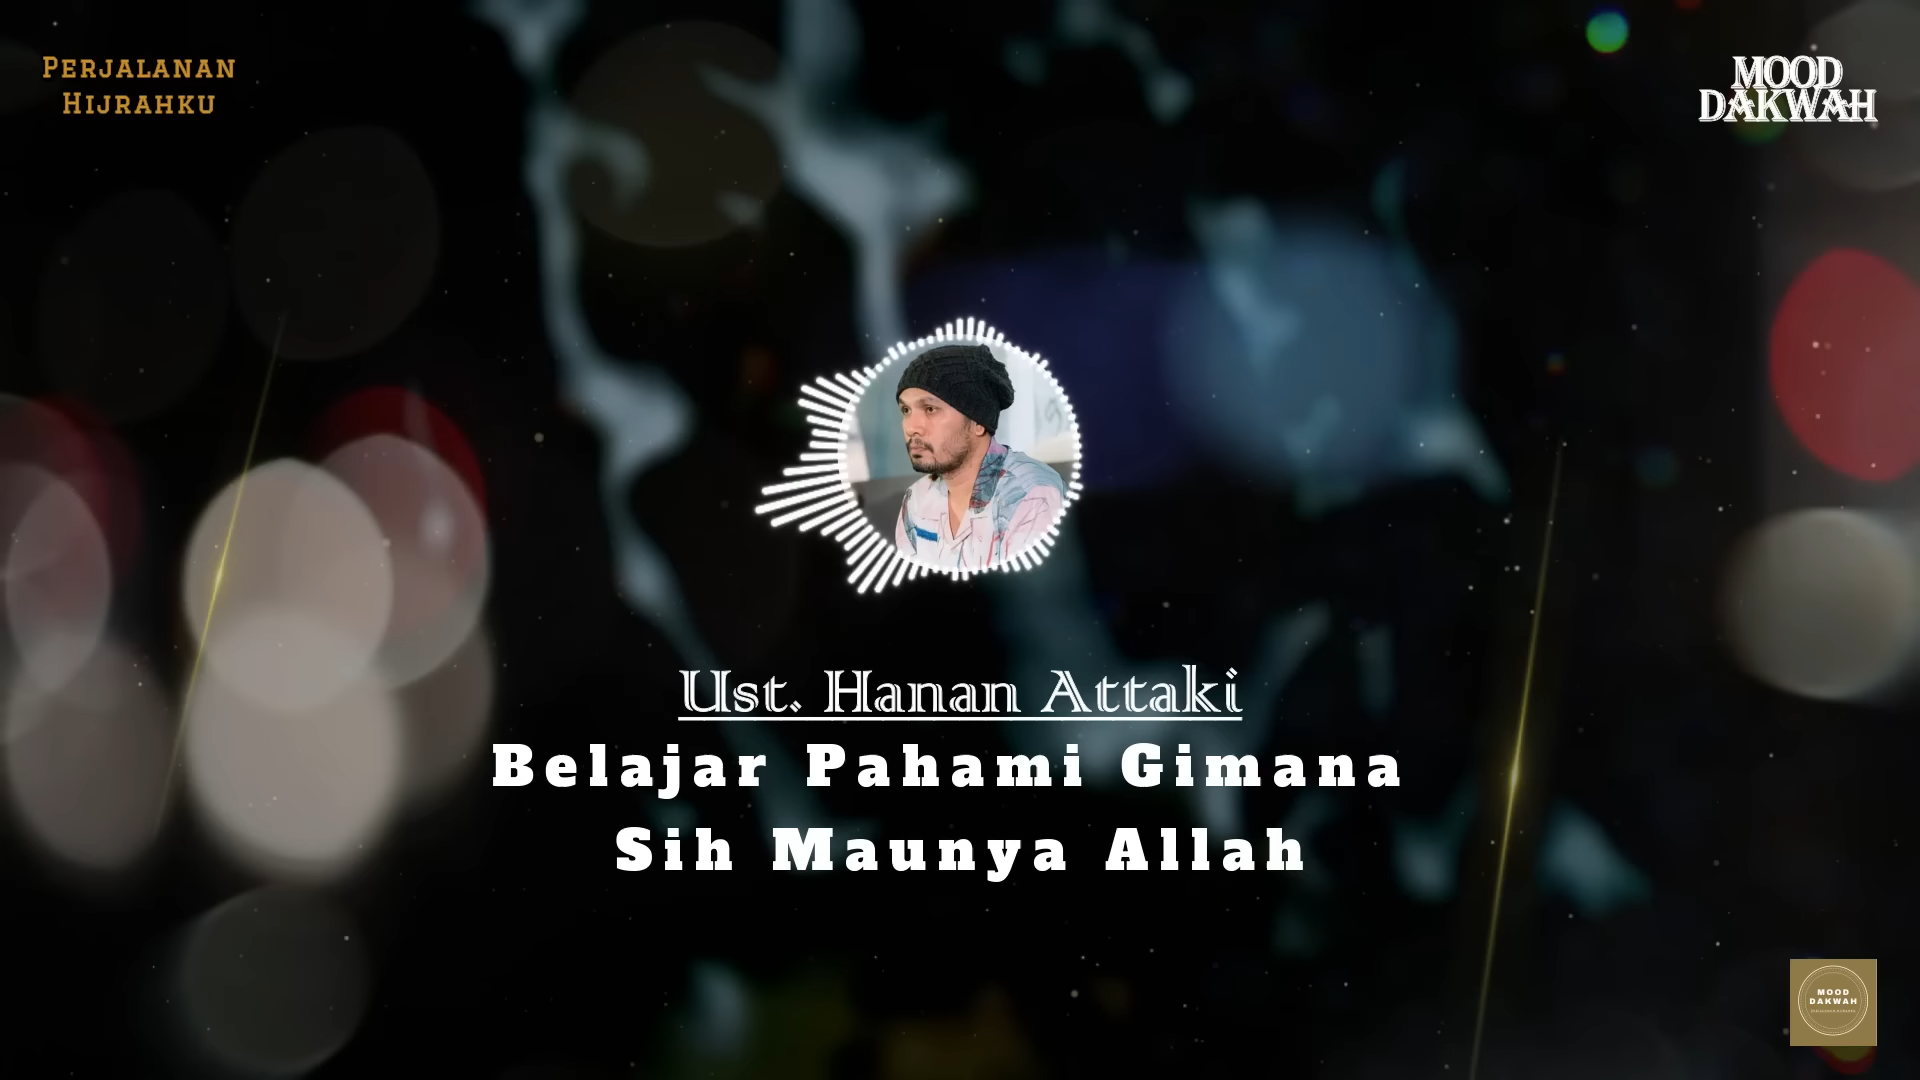 PERJALANAN
HIJRAHKU
MOOD
DAKWAH
Ust. Hanan Attaki
Belajar Pahami Gimana
Sih Maunya Allah
MOOD
DAKWAH